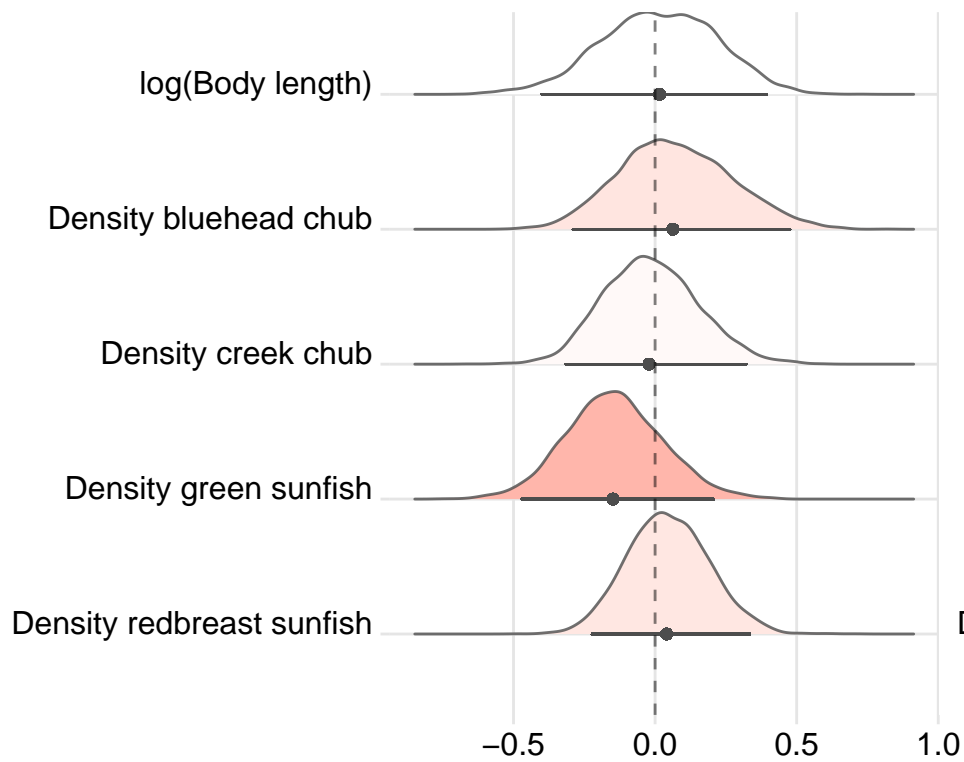 log(Body length)
Density bluehead chub
Density creek chub
Density green sunfish
Density redbreast sunfish
−0.5 0.0 0.5 1.0